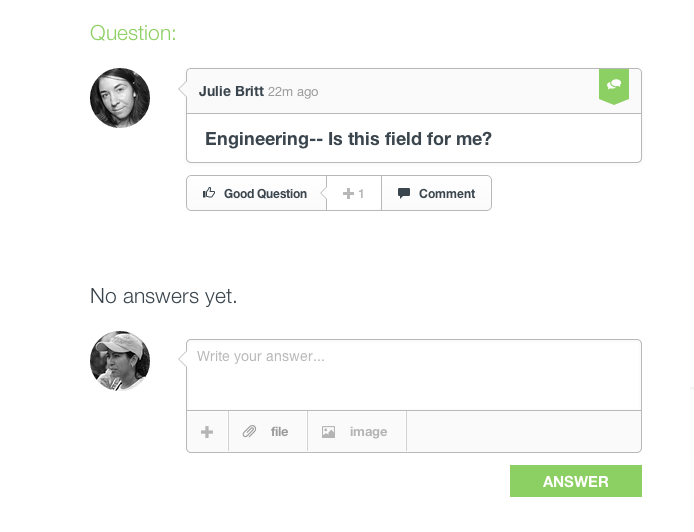 Question:
Julie Britt 22m ago
Engineering-- Is this field for me?
Good Question + 1 Comment
No answers yet.
Write your answer...
+ file image
ANSWER